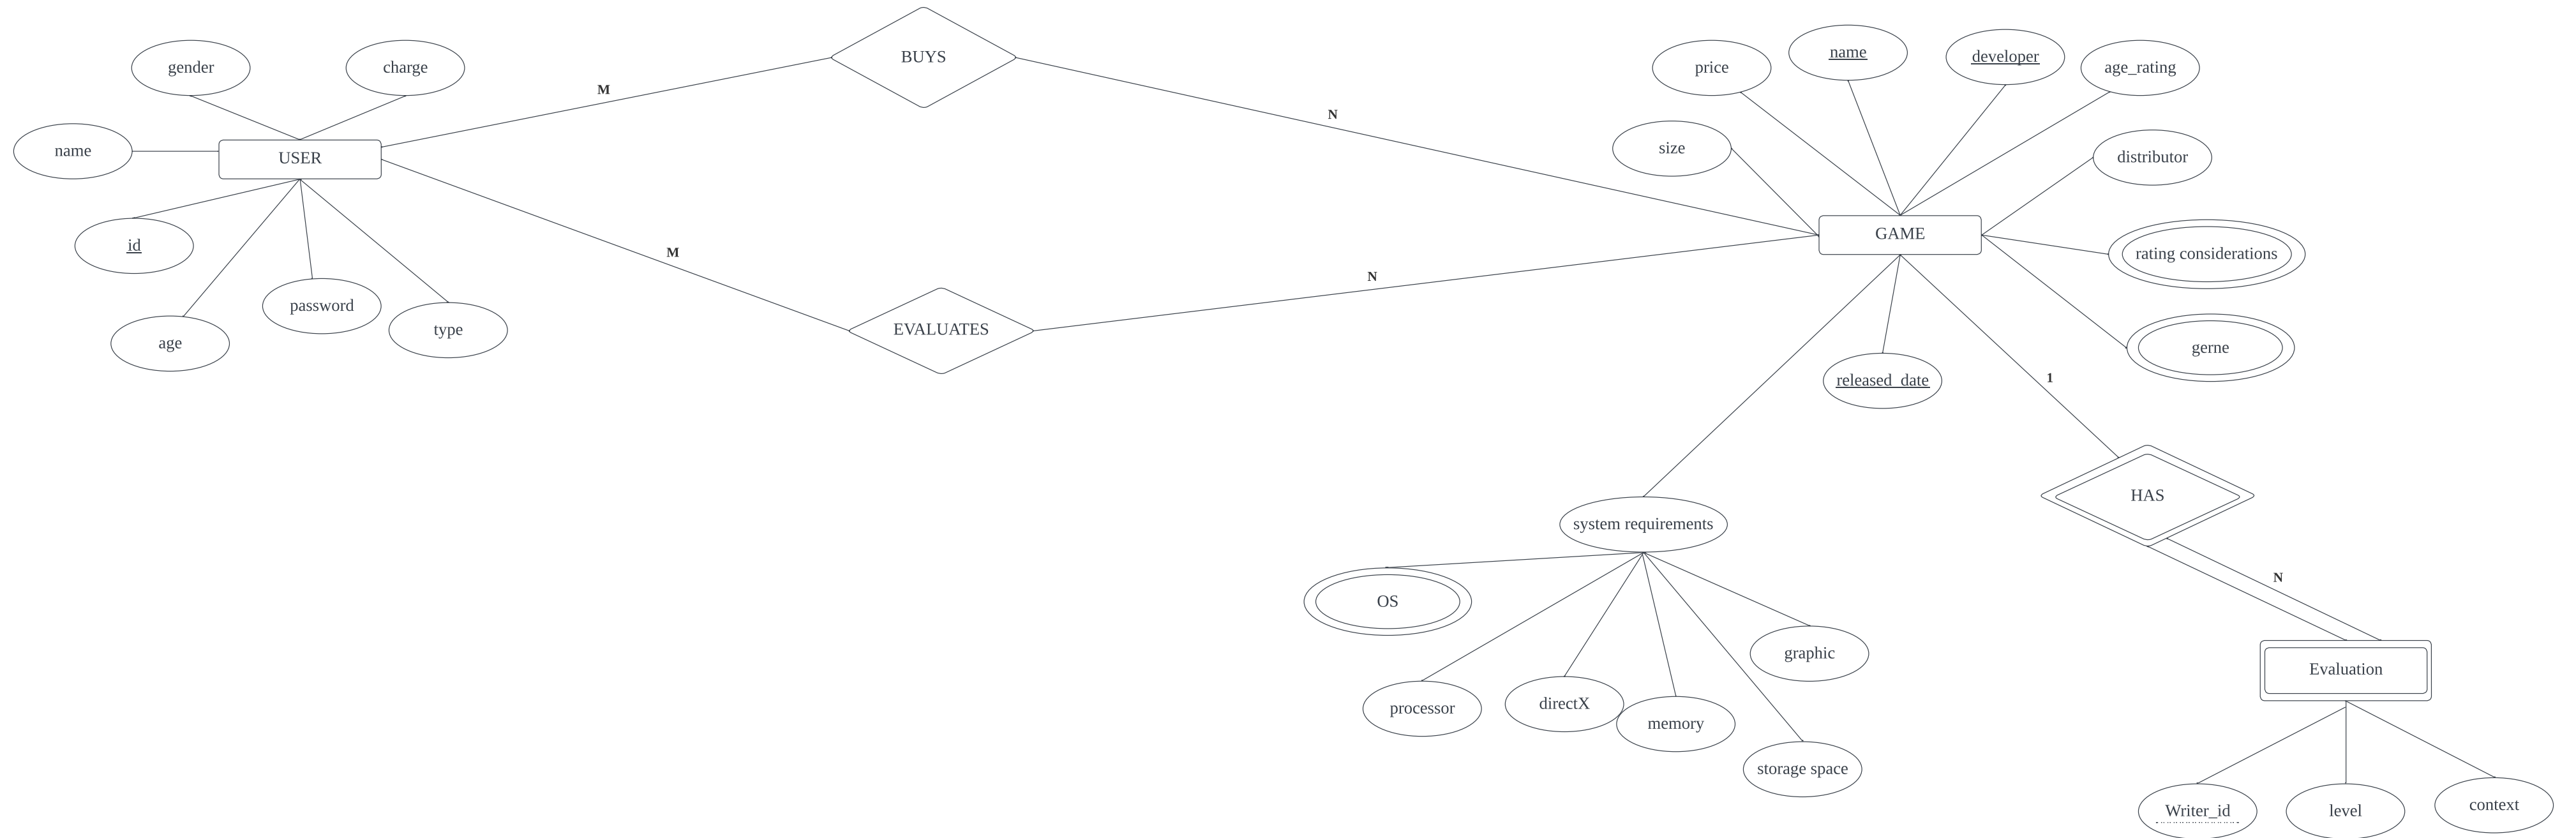 BUYS
gender
charge
price
name
developer
age_rating
M
N
name
USER
size
distributor
id
M
N
GAME
rating considerations
password
type
age
EVALUATES
gerne
released_date
1
HAS
system requirements
N
OS
graphic
Evaluation
processor
directX
memory
storage space
Writer_id
level
context